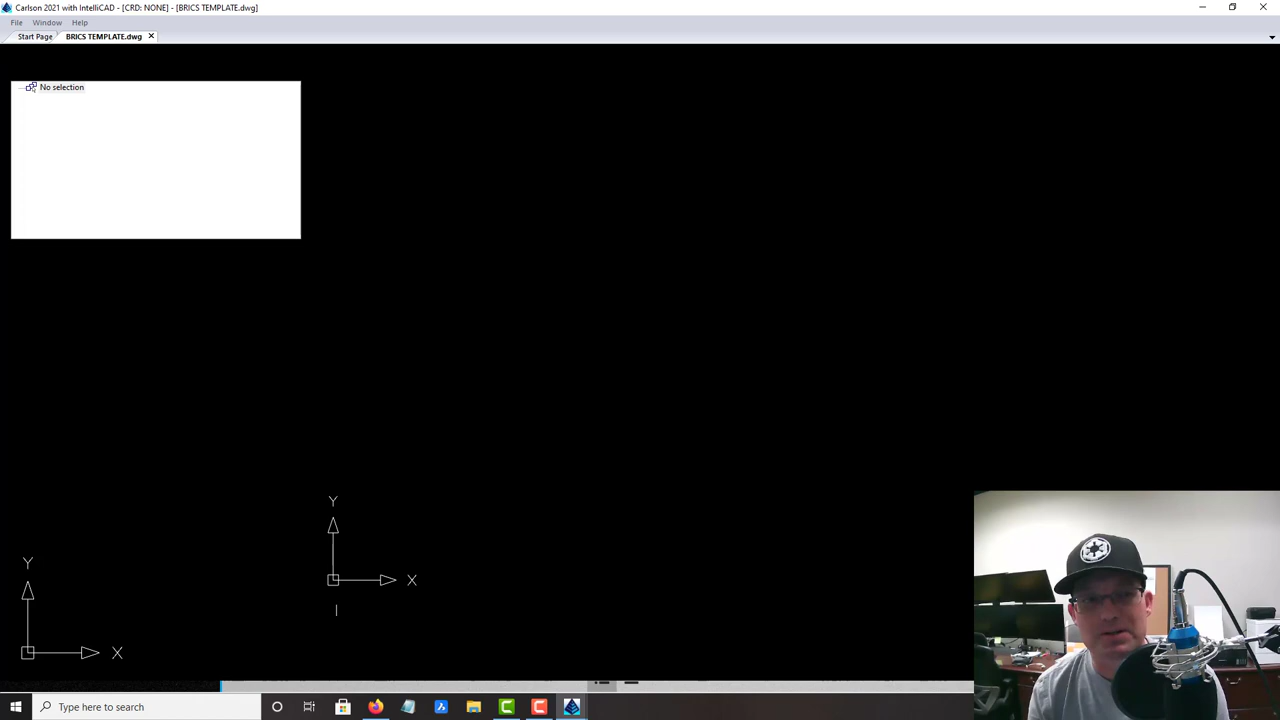 Carlson 2021 with IntelliCAD - [CRD: NONE] - [BRICS TEMPLATE.dwg]
File Window Help
Start Page BRICS TEMPLATE.dwg
No selection
Y
X
Y
X
Type here to search